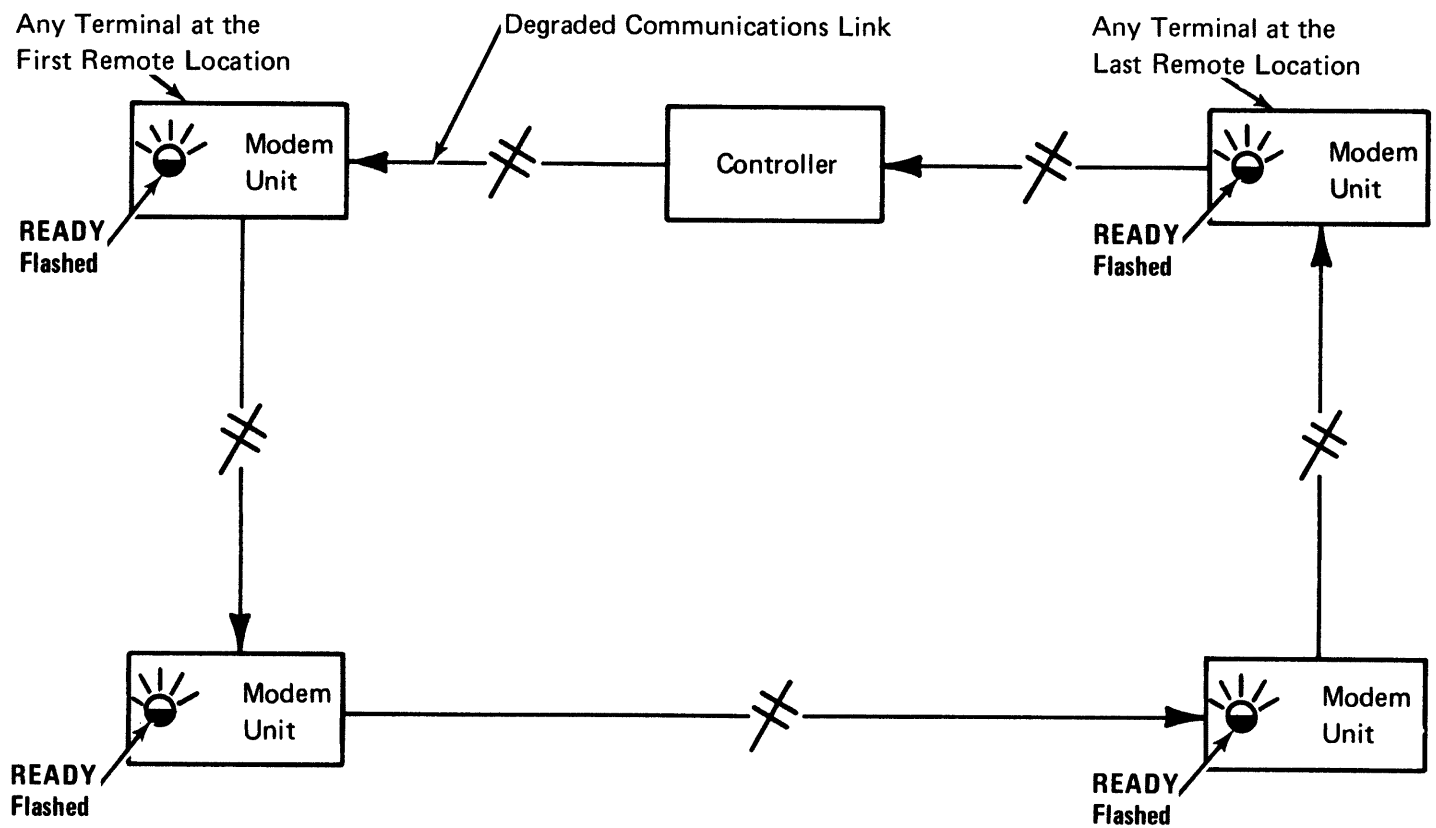 Any Terminal at the
First Remote Location
Degraded Communications Link
Any Terminal at the
Last Remote Location
Modem
Unit
Controller
Modem
Unit
READY
Flashed
READY
Flashed
Modem
Unit
Modem
Unit
READY
Flashed
READY
Flashed